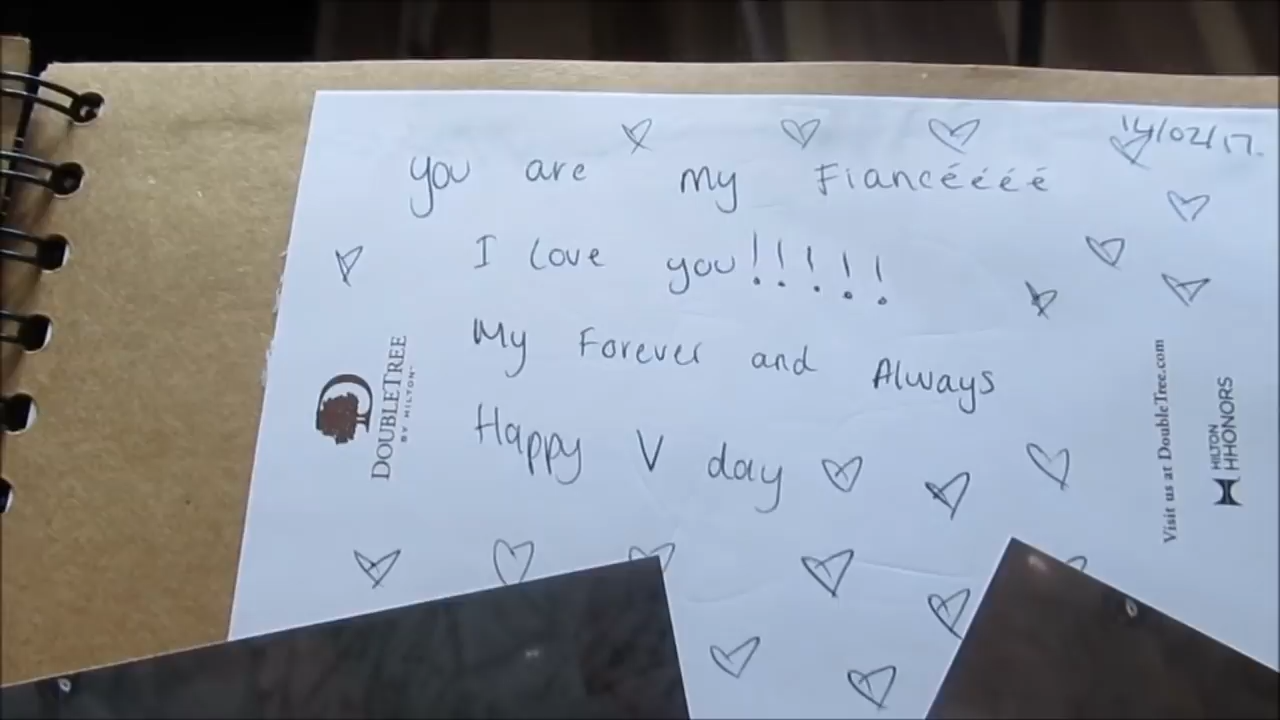 14/02/17.
you are my Fiancéééé
I love you!!!!!
My Forever and Always
Happy V day
DOUBLETREE
BY HILTON™
Visit us at DoubleTree.com
HILTON
HHONORS